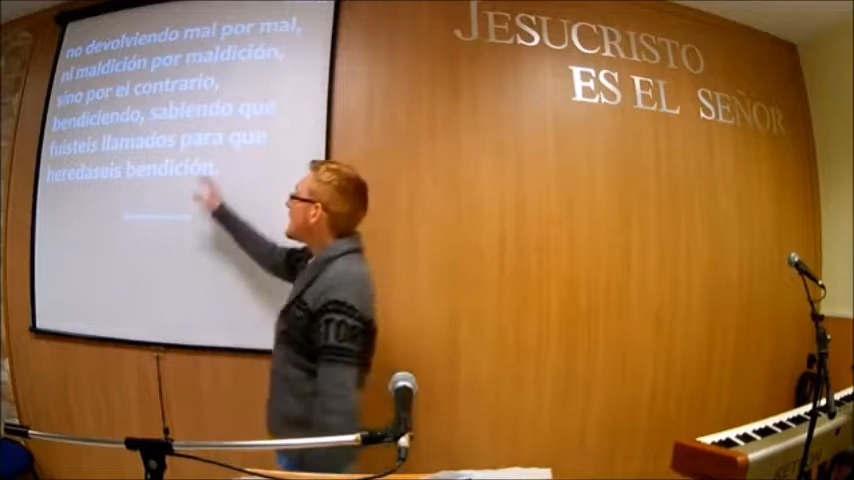 no devolviendo mal por mal,
ni maldición por maldición,
sino por el contrario,
bendiciendo, sabiendo que
fuisteis llamados para que
heredaseis bendición.
JESUCRISTO
ES EL SEÑOR
KETRON